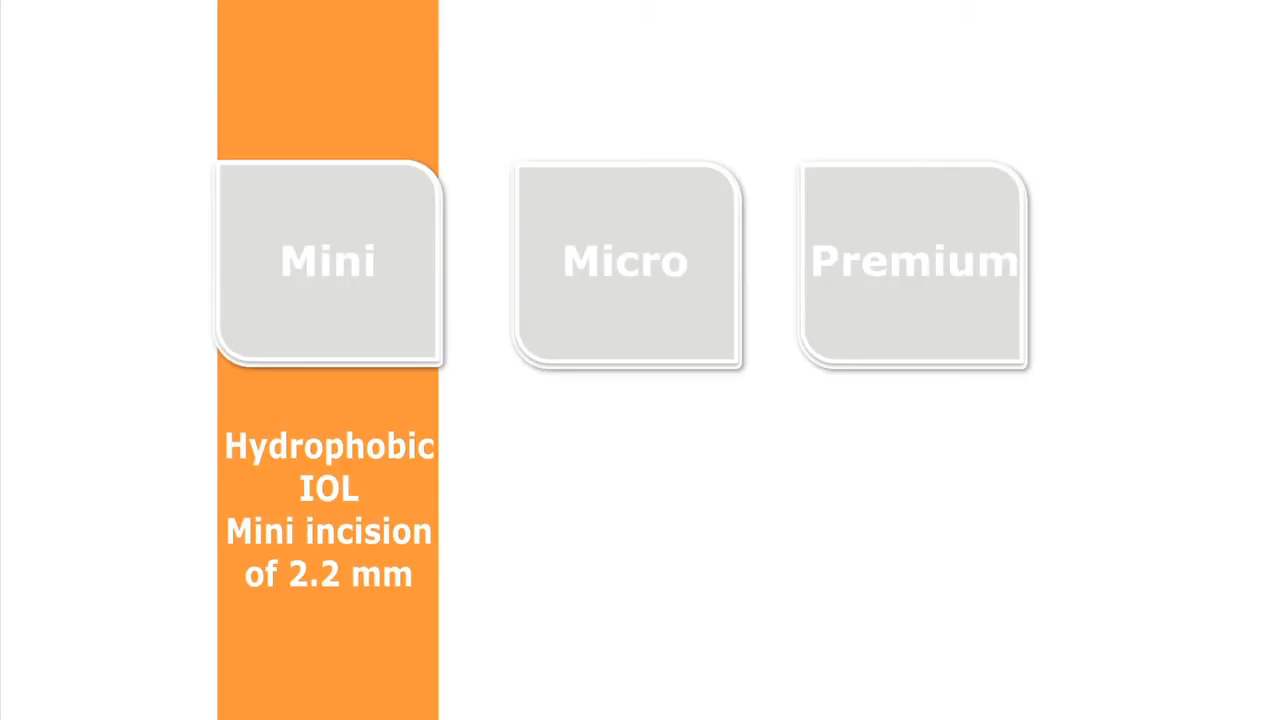 Mini
Micro
Premium
Hydrophobic
IOL
Mini incision
of 2.2 mm